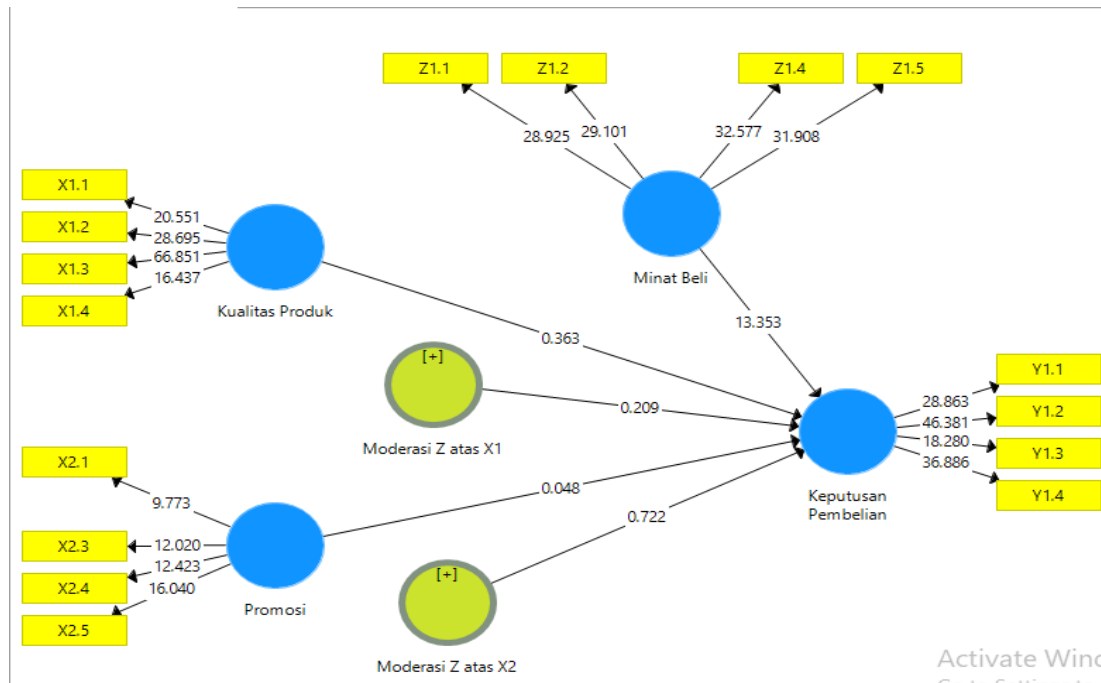 Z1.1
Z1.2
Z1.4
Z1.5
28.925
29.101
32.577
31.908
Minat Beli
13.353
X1.1
X1.2
X1.3
X1.4
20.551
28.695
66.851
16.437
Kualitas Produk
0.363
[+]
Moderasi Z atas X1
0.209
Y1.1
Y1.2
Y1.3
Y1.4
28.863
46.381
18.280
36.886
Keputusan
Pembelian
X2.1
X2.3
X2.4
X2.5
9.773
12.020
12.423
16.040
Promosi
0.048
0.722
[+]
Moderasi Z atas X2
Activate Wind